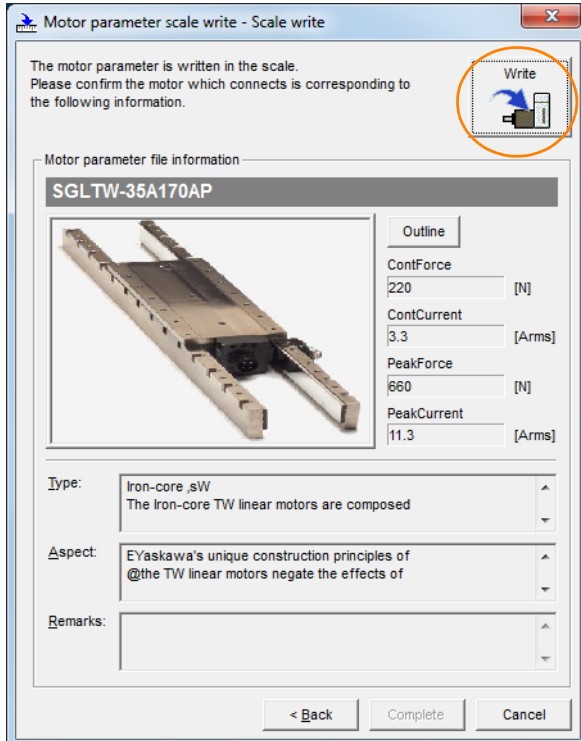 Motor parameter scale write - Scale write
The motor parameter is written in the scale.
Please confirm the motor which connects is corresponding to
the following information.
Write
Motor parameter file information
SGLTW-35A170AP
Outline
ContForce
220 [N]
ContCurrent
3.3 [Arms]
PeakForce
660 [N]
PeakCurrent
11.3 [Arms]
Type:
Iron-core ,sW
The Iron-core TW linear motors are composed
Aspect:
EYaskawa's unique construction principles of
@the TW linear motors negate the effects of
Remarks:
< Back Complete Cancel